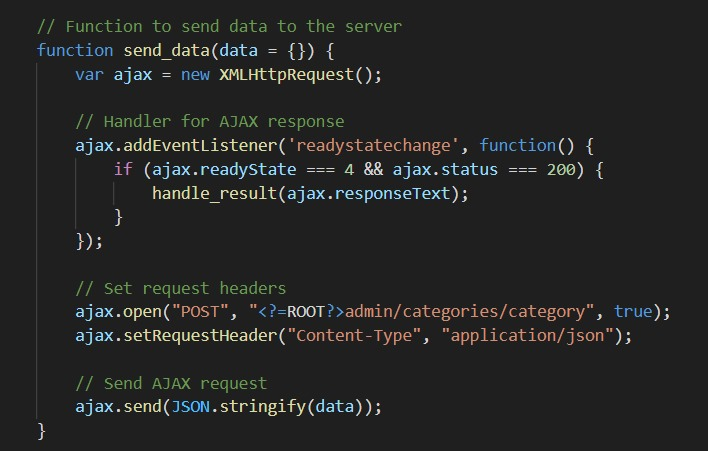 // Function to send data to the server
function send_data(data = {}) {
var ajax = new XMLHttpRequest();
// Handler for AJAX response
ajax.addEventListener('readystatechange', function() {
if (ajax.readyState === 4 && ajax.status === 200) {
handle_result(ajax.responseText);
}
});
// Set request headers
ajax.open("POST", "<?=ROOT?>admin/categories/category", true);
ajax.setRequestHeader("Content-Type", "application/json");
// Send AJAX request
ajax.send(JSON.stringify(data));
}